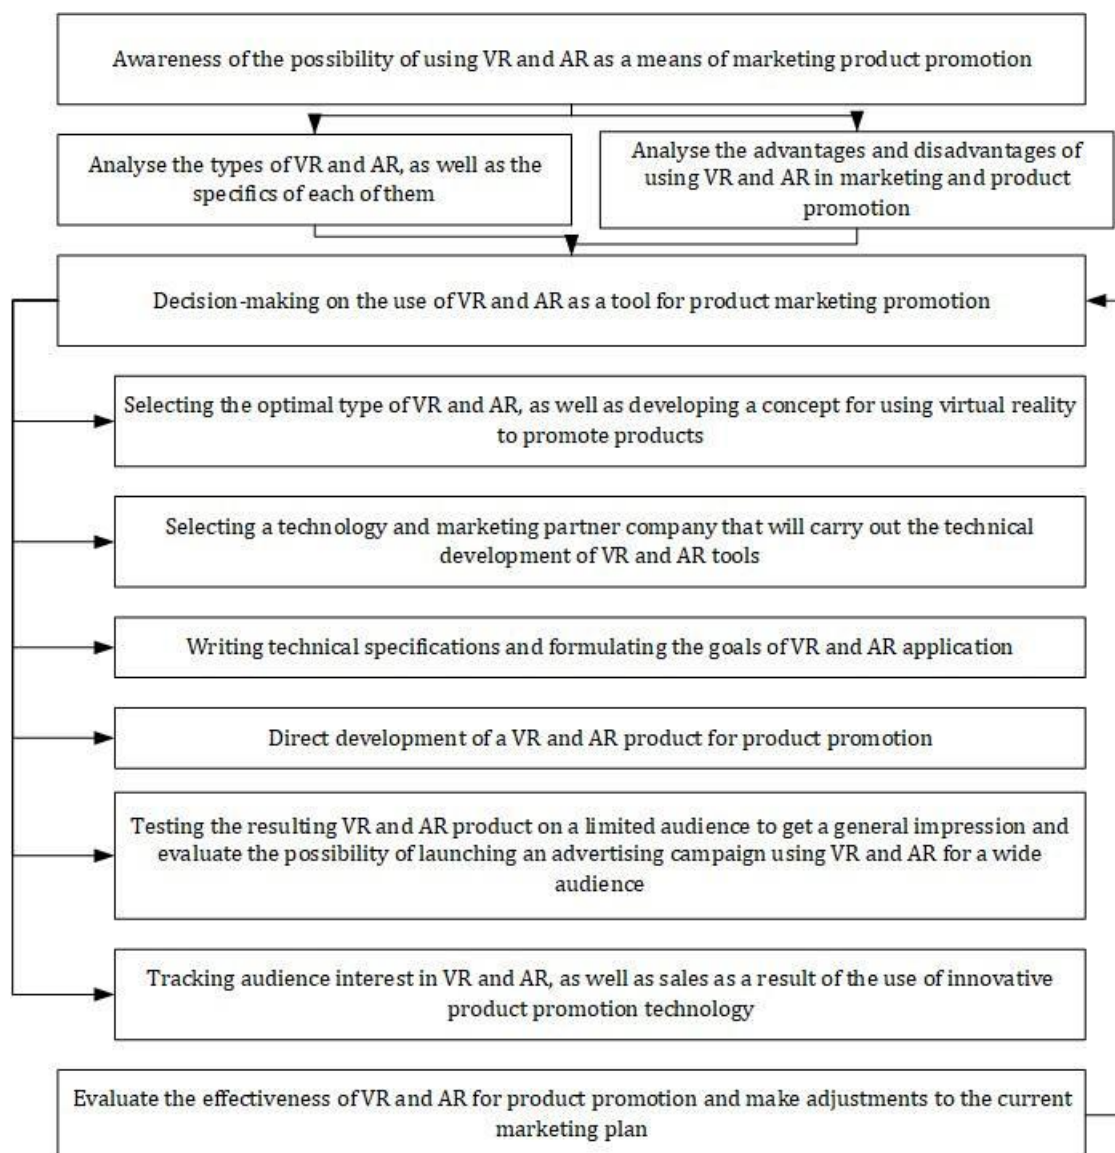 Awareness of the possibility of using VR and AR as a means of marketing product promotion
Analyse the types of VR and AR, as well as the
specifics of each of them
Analyse the advantages and disadvantages of
using VR and AR in marketing and product
promotion
Decision-making on the use of VR and AR as a tool for product marketing promotion
Selecting the optimal type of VR and AR, as well as developing a concept for using virtual reality
to promote products
Selecting a technology and marketing partner company that will carry out the technical
development of VR and AR tools
Writing technical specifications and formulating the goals of VR and AR application
Direct development of a VR and AR product for product promotion
Testing the resulting VR and AR product on a limited audience to get a general impression and
evaluate the possibility of launching an advertising campaign using VR and AR for a wide
audience
Tracking audience interest in VR and AR, as well as sales as a result of the use of innovative
product promotion technology
Evaluate the effectiveness of VR and AR for product promotion and make adjustments to the current
marketing plan